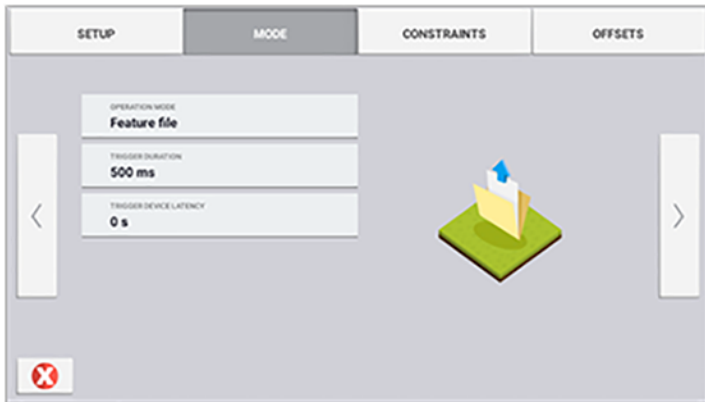 SETUP
MODE
CONSTRAINTS
OFFSETS
OPERATION MODE
Feature file
TRIGGER DURATION
500 ms
TRIGGER DEVICE LATENCY
0 s